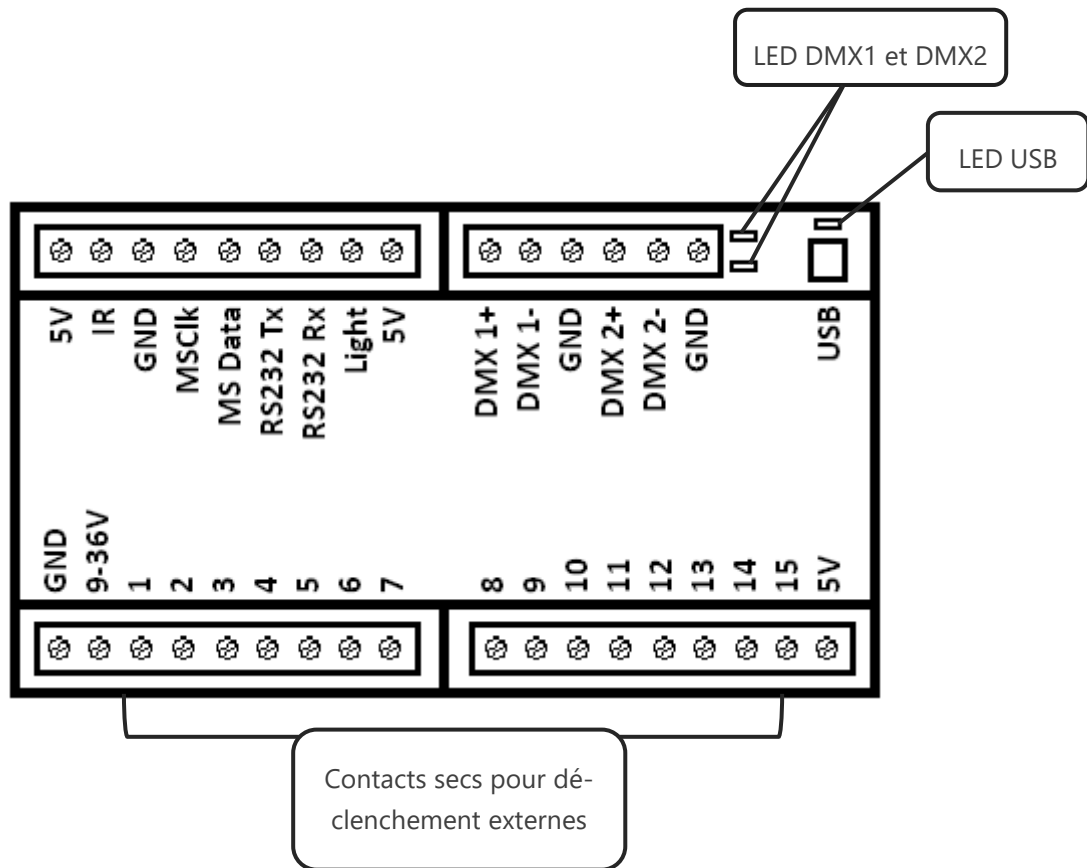 LED DMX1 et DMX2
LED USB
5V
IR
GND
MSClk
MS Data
RS232 Tx
RS232 Rx
Light
5V
DMX 1+
DMX 1-
GND
DMX 2+
DMX 2-
GND
USB
GND
9-36V
1
2
3
4
5
6
7
8
9
10
11
12
13
14
15
5V
Contacts secs pour dé-
clenchement externes